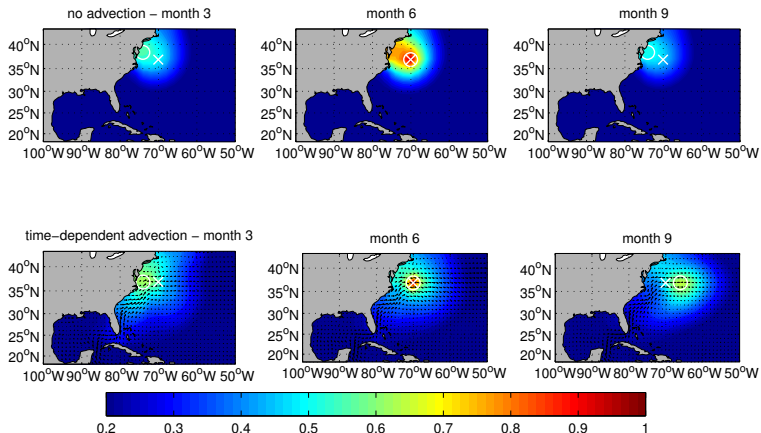 no advection − month 3
month 6
month 9
40°N
35°N
30°N
25°N
20°N
100°W 90°W 80°W 70°W 60°W 50°W
40°N
35°N
30°N
25°N
20°N
100°W 90°W 80°W 70°W 60°W 50°W
40°N
35°N
30°N
25°N
20°N
100°W 90°W 80°W 70°W 60°W 50°W
time−dependent advection − month 3
month 6
month 9
40°N
35°N
30°N
25°N
20°N
100°W 90°W 80°W 70°W 60°W 50°W
40°N
35°N
30°N
25°N
20°N
100°W 90°W 80°W 70°W 60°W 50°W
40°N
35°N
30°N
25°N
20°N
100°W 90°W 80°W 70°W 60°W 50°W
0.2 0.3 0.4 0.5 0.6 0.7 0.8 0.9 1